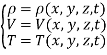 ρ = ρ(x, y, z, t)
V = V(x, y, z, t)
T = T(x, y, z, t)